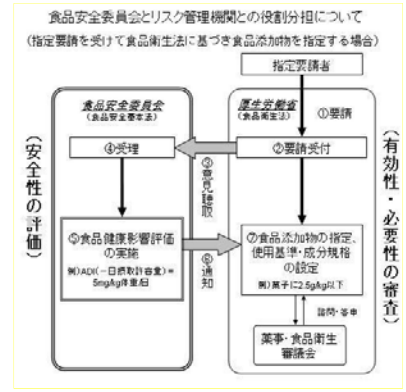 食品安全委員会とリスク管理機関との役割分担について
(指定要請を受けて食品衛生法に基づき食品添加物を指定する場合)
指定要請者
①要請
食品安全委員会
(食品安全基本法)
厚生労働省
(食品衛生法)
④受理
③意見聴取
②要請受付
(安全性の評価)
(有効性・必要性の審査)
⑤食品健康影響評価
の実施
例)ADI(一日摂取許容量)=
5mg/kg体重/日
⑥通知
⑦食品添加物の指定、
使用基準・成分規格
の設定
例)菓子に2.5g/kg以下
諮問・答申
薬事・食品衛生
審議会